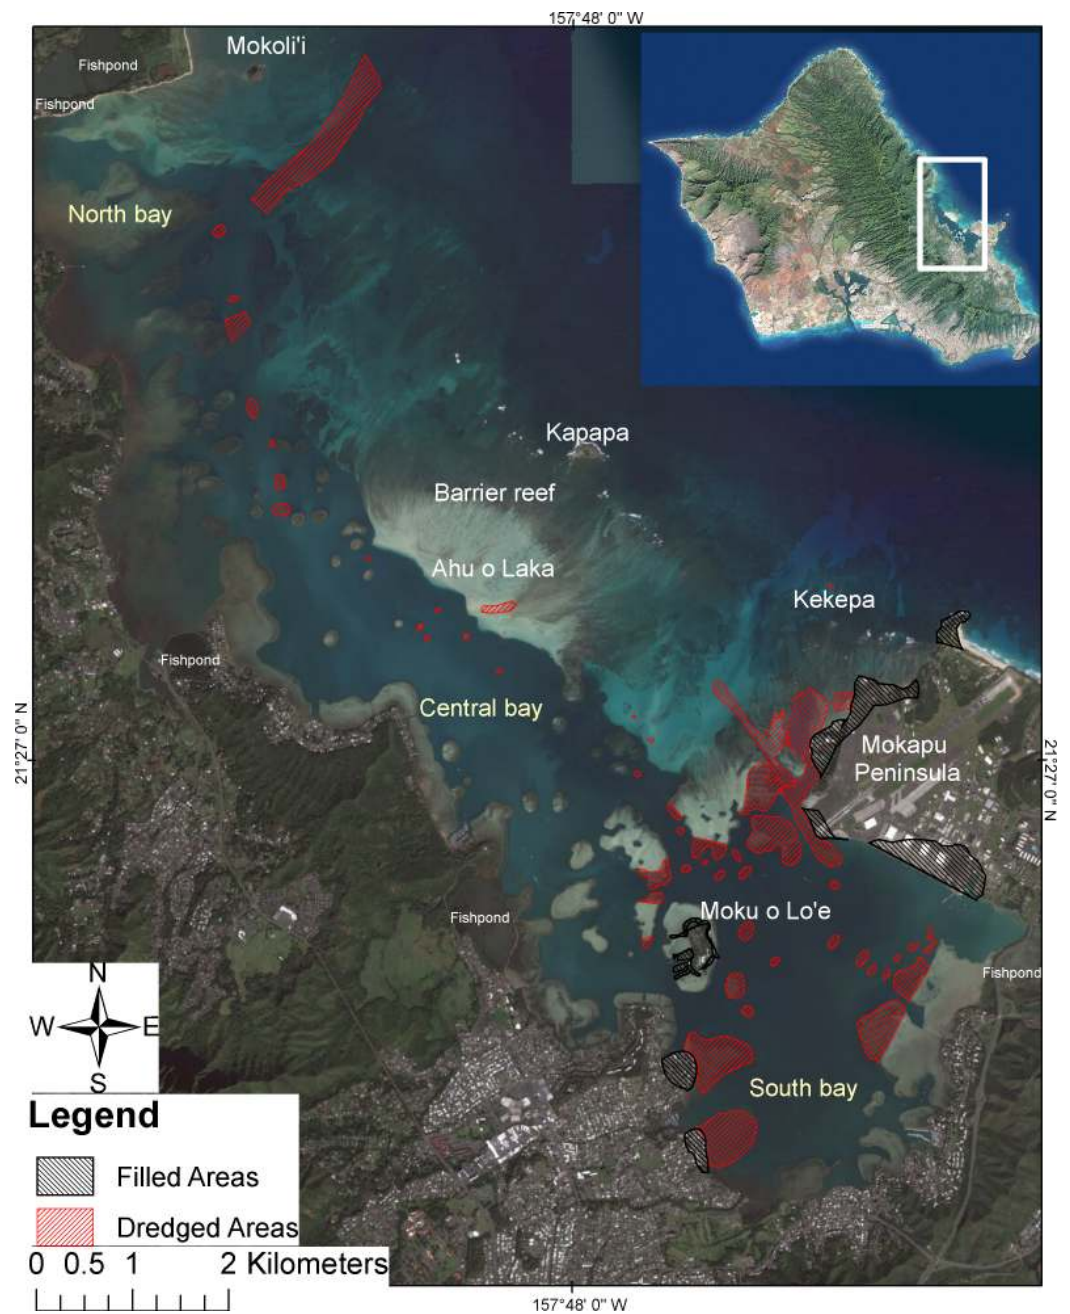 157°48' 0" W
Mokoli'i
Fishpond
Fishpond
North bay
Kapapa
Barrier reef
Ahu o Laka
Kekepa
Fishpond
Central bay
21°27' 0" N
Mokapu
Peninsula
21°27' 0" N
Moku o Lo'e
Fishpond
Fishpond
N
W E
S
South bay
Legend
Filled Areas
Dredged Areas
0 0.5 1 2 Kilometers
157°48' 0" W